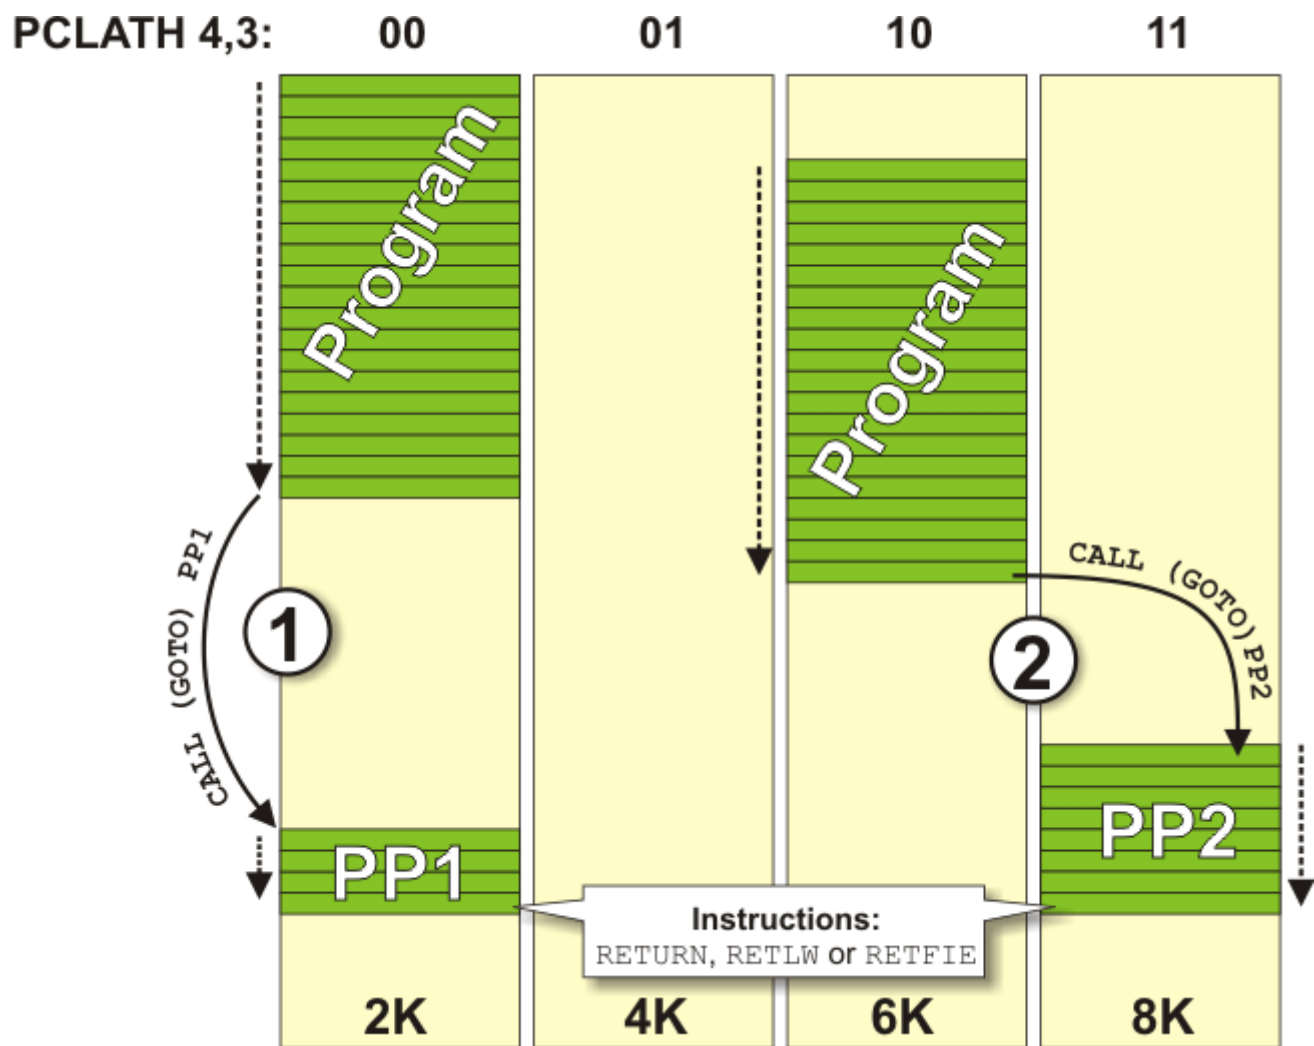 PCLATH 4,3: 00 01 10 11
Program
Program
CALL (GOTO) PP1
1
CALL (GOTO)PP2
2
PP1
PP2
Instructions:
RETURN, RETLW or RETFIE
2K 4K 6K 8K